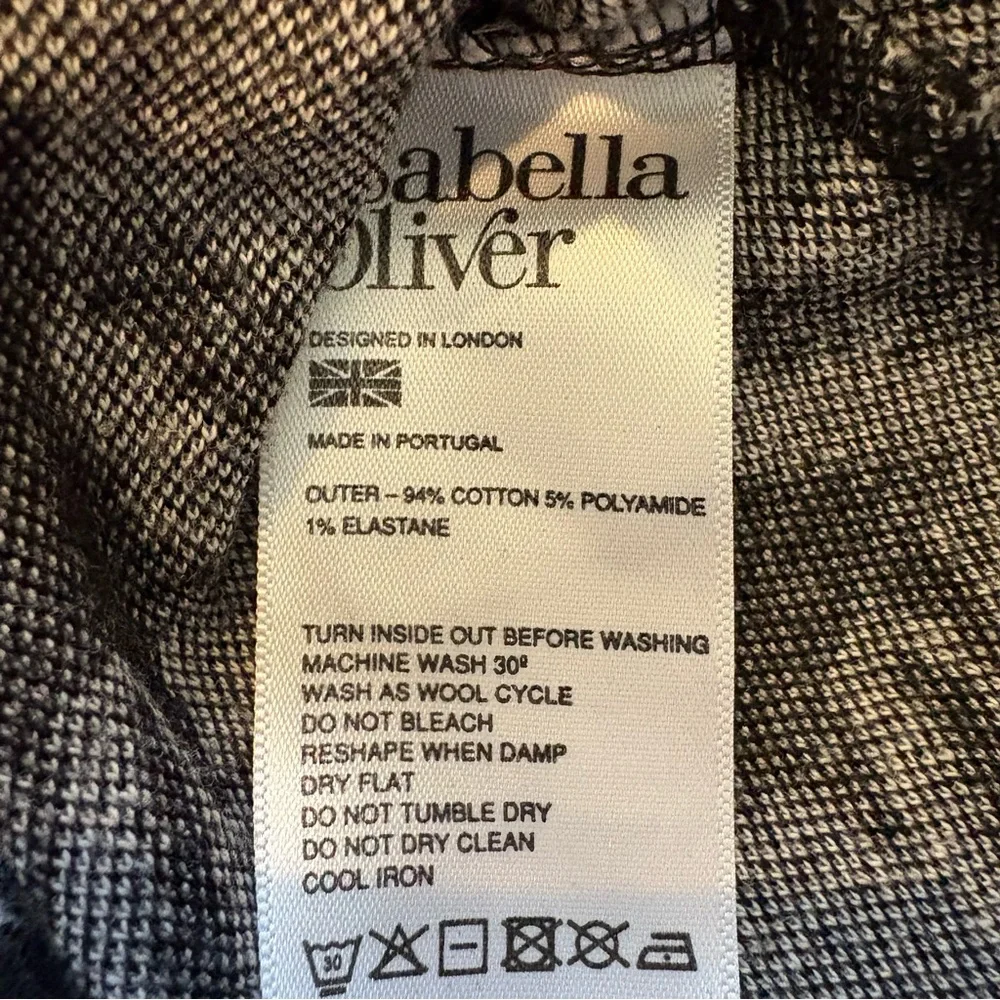 sabella
Oliver
DESIGNED IN LONDON
MADE IN PORTUGAL
OUTER – 94% COTTON 5% POLYAMIDE
1% ELASTANE
TURN INSIDE OUT BEFORE WASHING
MACHINE WASH 30º
WASH AS WOOL CYCLE
DO NOT BLEACH
RESHAPE WHEN DAMP
DRY FLAT
DO NOT TUMBLE DRY
DO NOT DRY CLEAN
COOL IRON
30